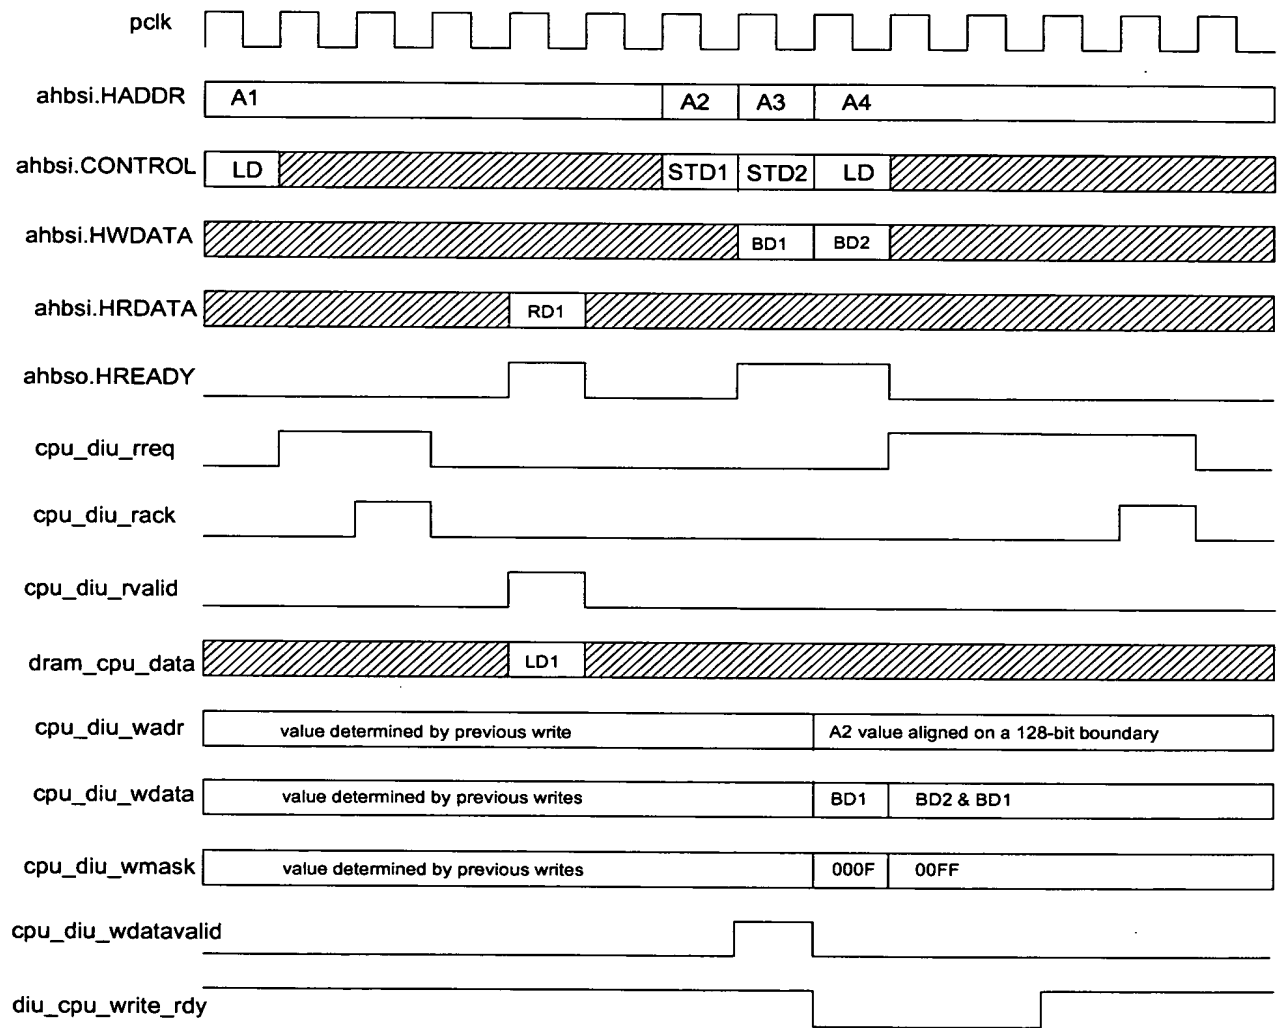 pclk
ahbsi.HADDR A1 A2 A3 A4
ahbsi.CONTROL LD STD1 STD2 LD
ahbsi.HWDATA BD1 BD2
ahbsi.HRDATA RD1
ahbso.HREADY
cpu_diu_rreq
cpu_diu_rack
cpu_diu_rvalid
dram_cpu_data LD1
cpu_diu_wadr value determined by previous write A2 value aligned on a 128-bit boundary
cpu_diu_wdata value determined by previous writes BD1 BD2 & BD1
cpu_diu_wmask value determined by previous writes 000F 00FF
cpu_diu_wdatavalid
diu_cpu_write_rdy